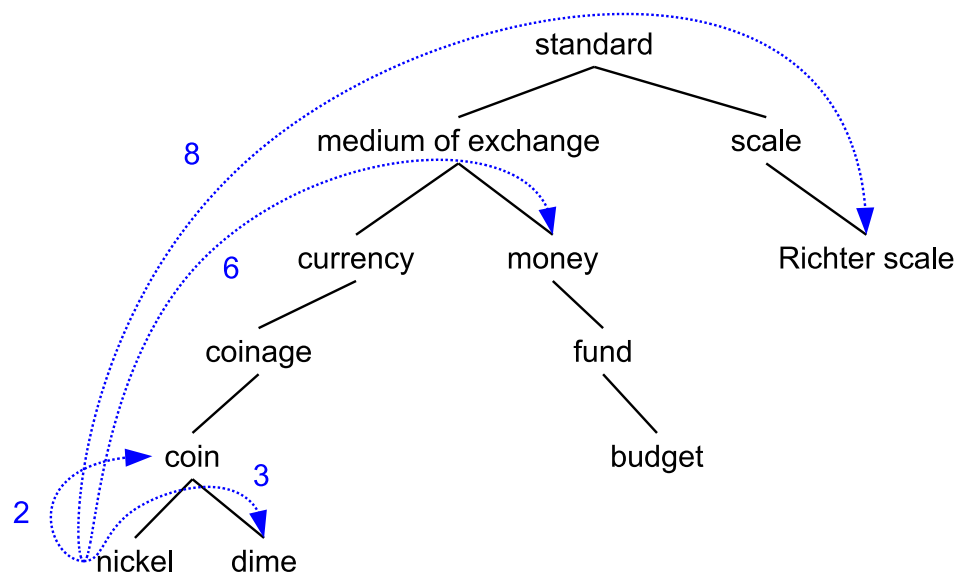 standard
8
medium of exchange
scale
6
currency
money
Richter scale
coinage
fund
coin
budget
2
3
nickel
dime